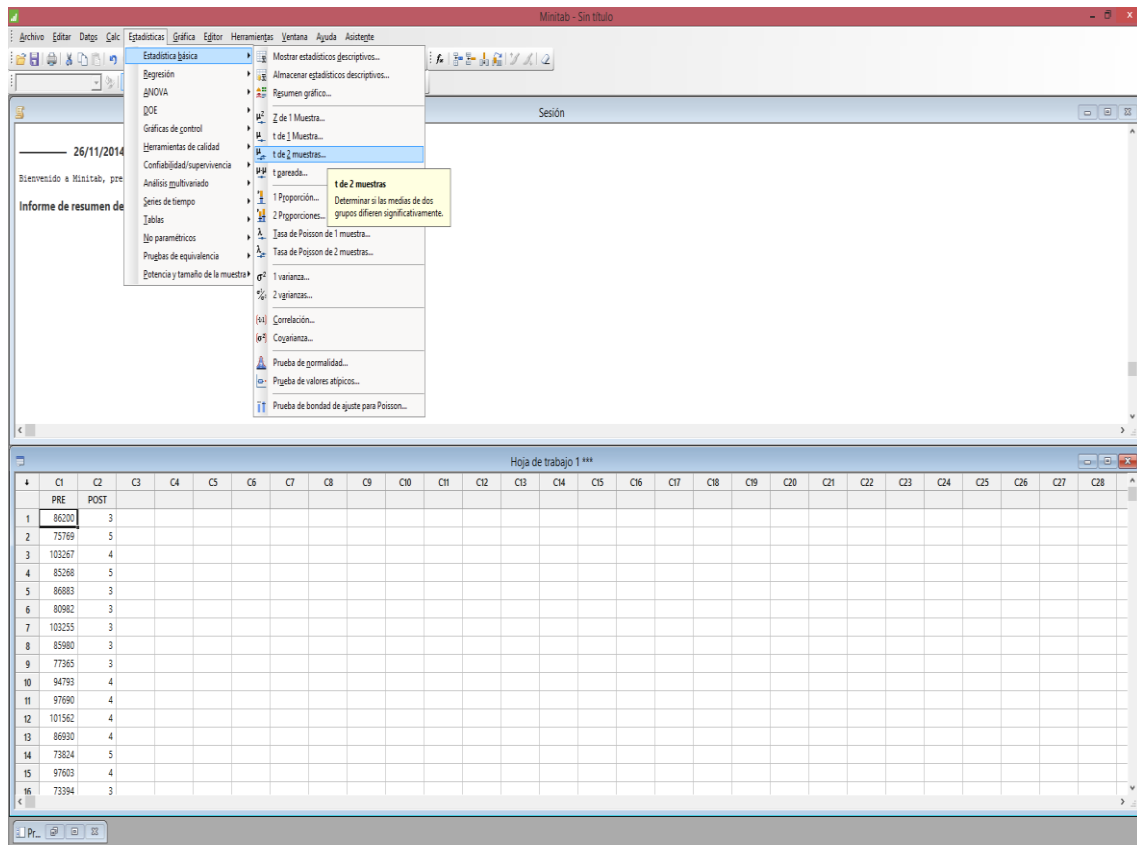 Minitab - Sin título
Archivo Editar Datos Calc Estadísticas Gráfica Editor Herramientas Ventana Ayuda Asistente
Estadística básica
Regresión
ANOVA
DOE
Gráficas de control
Herramientas de calidad
Confiabilidad/supervivencia
Análisis multivariado
Series de tiempo
Tablas
No paramétricos
Pruebas de equivalencia
Potencia y tamaño de la muestra
Mostrar estadísticos descriptivos...
Almacenar estadísticos descriptivos...
Resumen gráfico...
Z de 1 Muestra...
t de 1 Muestra...
t de 2 muestras...
t pareada...
1 Proporción...
2 Proporciones...
Tasa de Poisson de 1 muestra...
Tasa de Poisson de 2 muestras...
1 varianza...
2 varianzas...
Correlación...
Covarianza...
Prueba de normalidad...
Prueba de valores atípicos...
Prueba de bondad de ajuste para Poisson...
t de 2 muestras
Determinar si las medias de dos
grupos difieren significativamente.
Sesión
26/11/2014
Bienvenido a Minitab, pre
Informe de resumen de
Hoja de trabajo 1 ***
C1 C2 C3 C4 C5 C6 C7 C8 C9 C10 C11 C12 C13 C14 C15 C16 C17 C18 C19 C20 C21 C22 C23 C24 C25 C26 C27 C28
PRE POST
1 86200 3
2 75769 5
3 103267 4
4 85268 5
5 86883 3
6 80982 3
7 103255 3
8 85980 3
9 77365 3
10 94793 4
11 97690 4
12 101562 4
13 86930 4
14 73824 5
15 97603 4
16 73394 3
Pr...